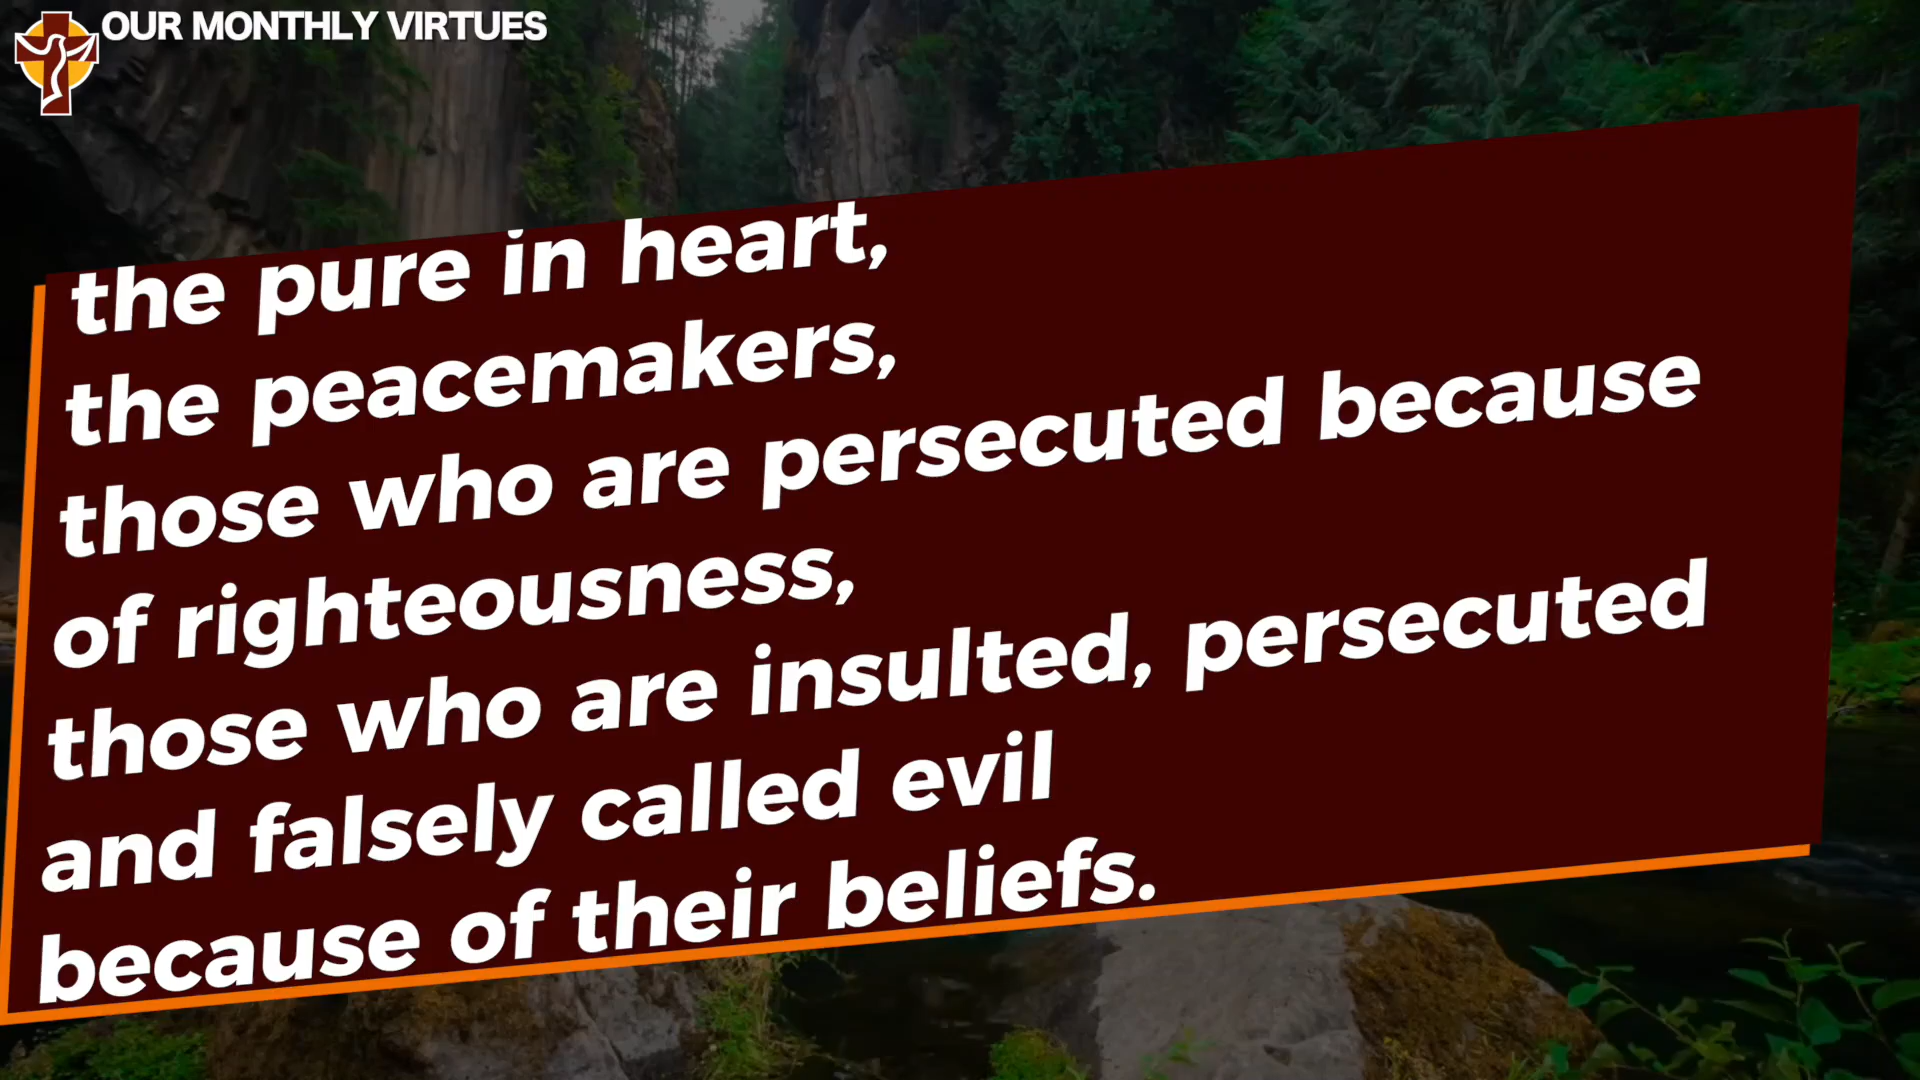 OUR MONTHLY VIRTUES
the pure in heart,
the peacemakers,
those who are persecuted because
of righteousness,
those who are insulted, persecuted
and falsely called evil
because of their beliefs.